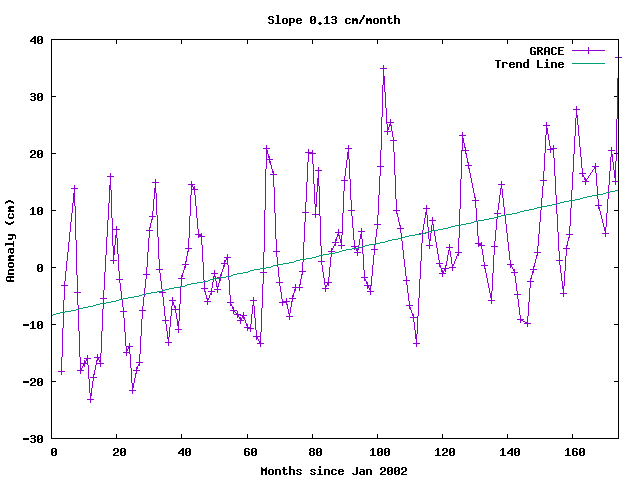 Slope 0.13 cm/month
GRACE
Trend Line
40
30
20
10
0
-10
-20
-30
Anomaly (cm)
0 20 40 60 80 100 120 140 160
Months since Jan 2002